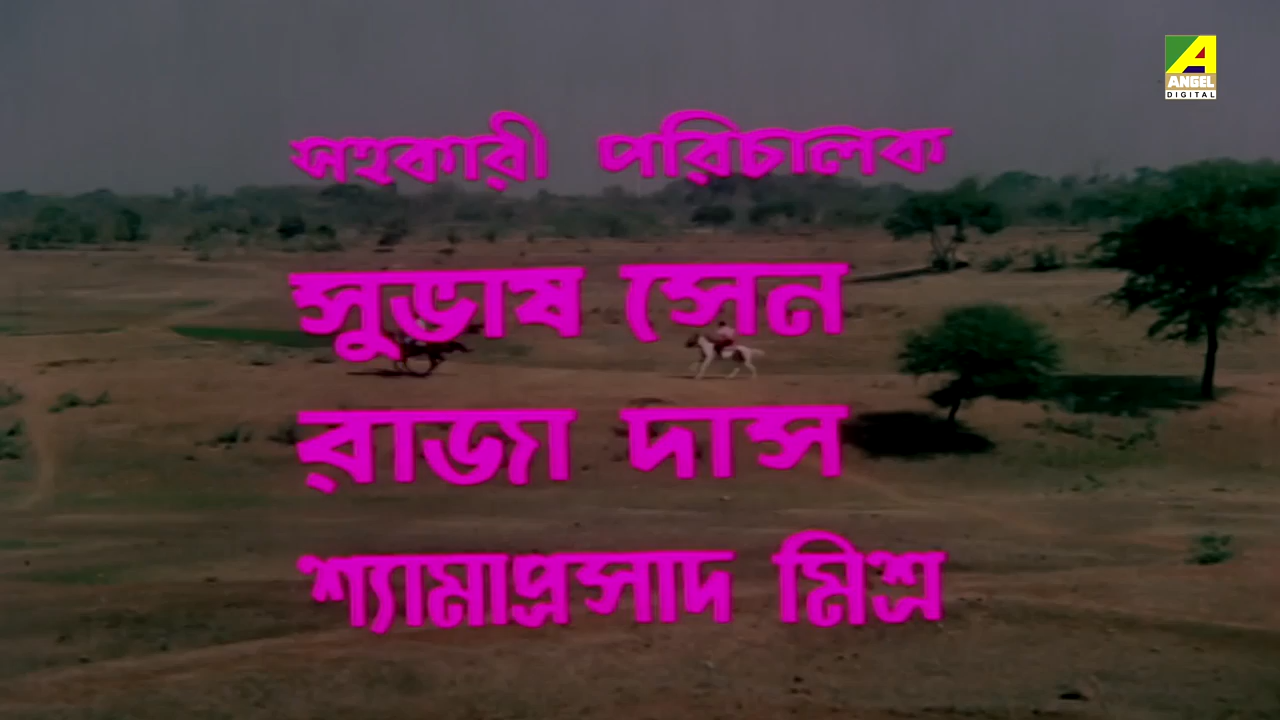 ANGEL
DIGITAL
সহকারী পরিচালক
সুভাষ সেন
রাজা দাস
শ্যামাপ্রসাদ মিশ্র